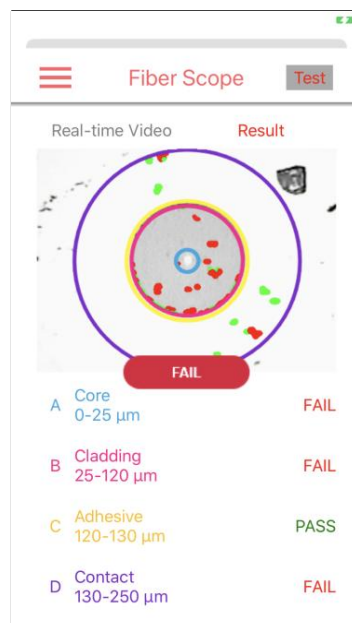 Fiber Scope
Test
Real-time Video
Result
FAIL
A
Core
0-25 μm
FAIL
B
Cladding
25-120 μm
FAIL
C
Adhesive
120-130 μm
PASS
D
Contact
130-250 μm
FAIL